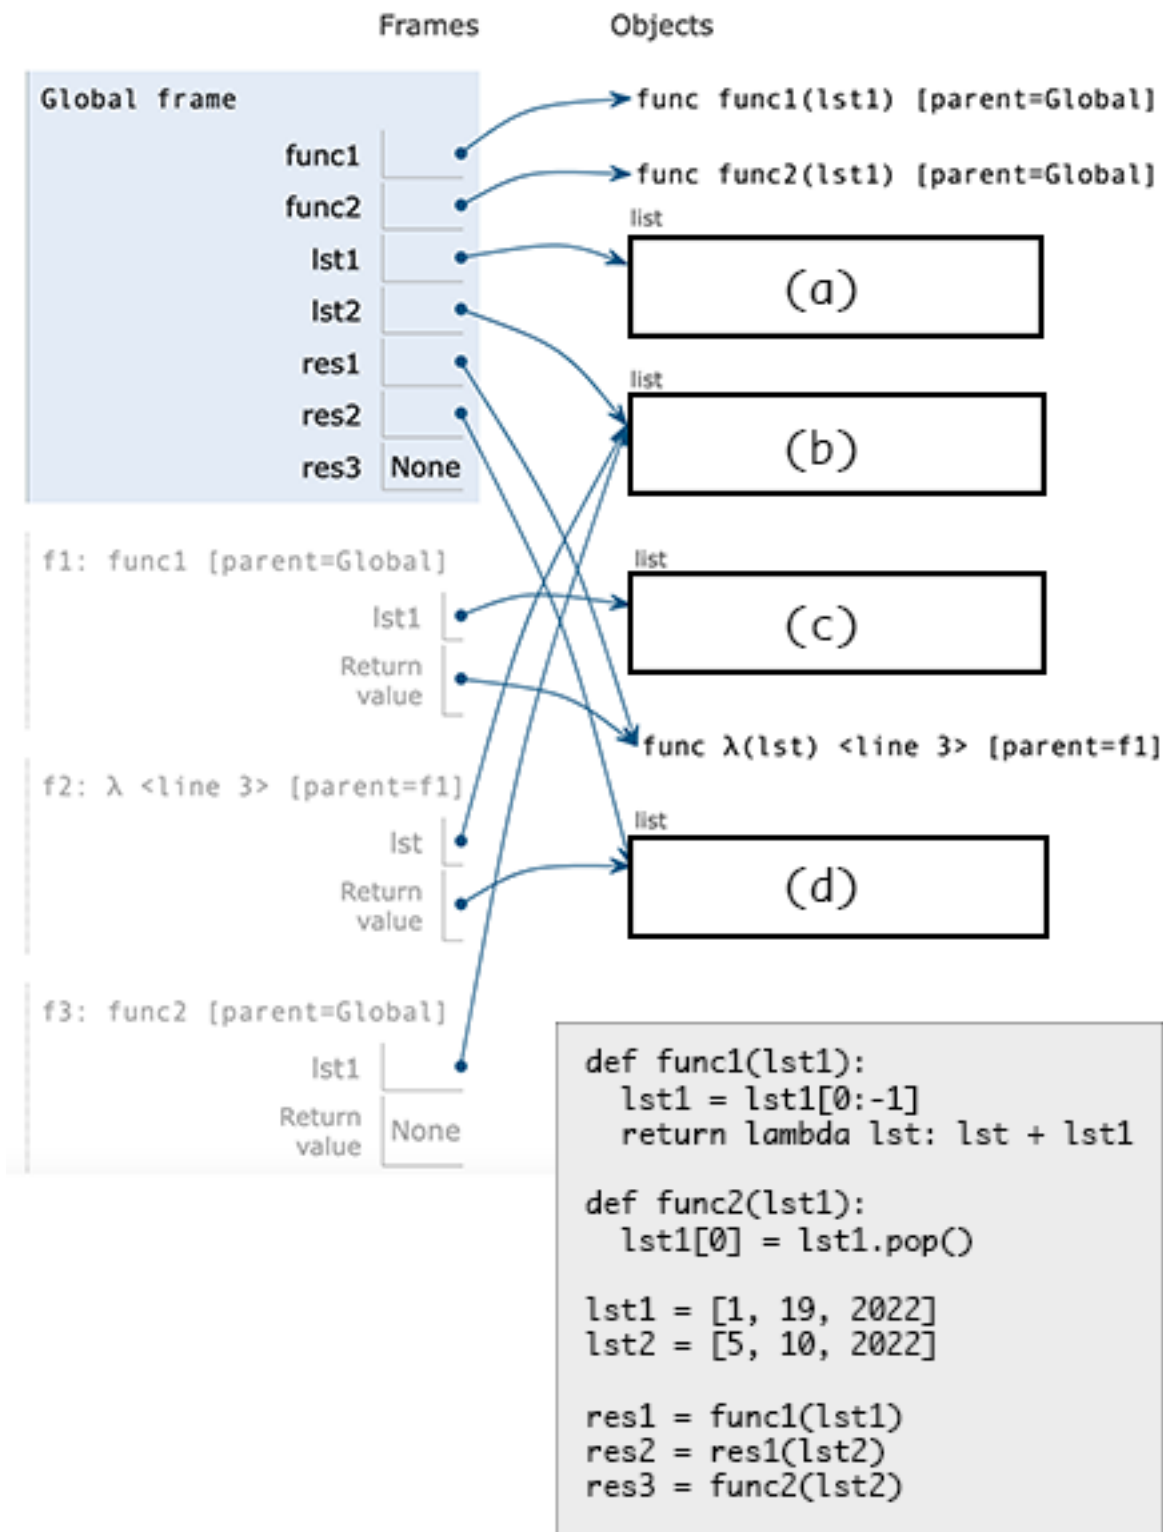 Frames Objects
Global frame
func1
func2
lst1
lst2
res1
res2
res3 None
func func1(lst1) [parent=Global]
func func2(lst1) [parent=Global]
list
(a)
list
(b)
list
(c)
func λ(lst) <line 3> [parent=f1]
list
(d)
f1: func1 [parent=Global]
lst1
Return
value
f2: λ <line 3> [parent=f1]
lst
Return
value
f3: func2 [parent=Global]
lst1
Return
value None
def func1(lst1):
  lst1 = lst1[0:-1]
  return lambda lst: lst + lst1
def func2(lst1):
  lst1[0] = lst1.pop()
lst1 = [1, 19, 2022]
lst2 = [5, 10, 2022]
res1 = func1(lst1)
res2 = res1(lst2)
res3 = func2(lst2)